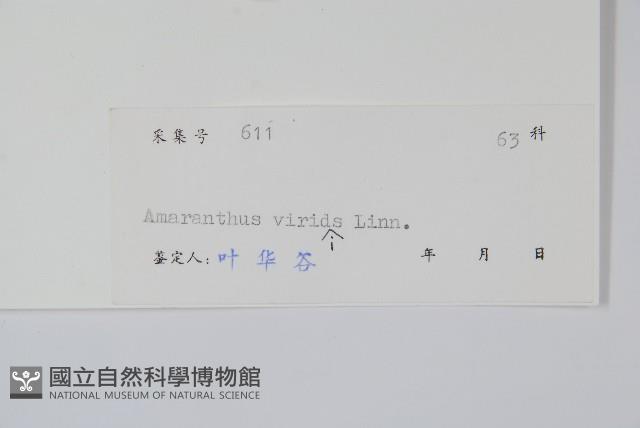 采集号 611 63 科
Amaranthus virids Linn.
i
鉴定人: 叶华谷 年 月 日
國立自然科學博物館
NATIONAL MUSEUM OF NATURAL SCIENCE